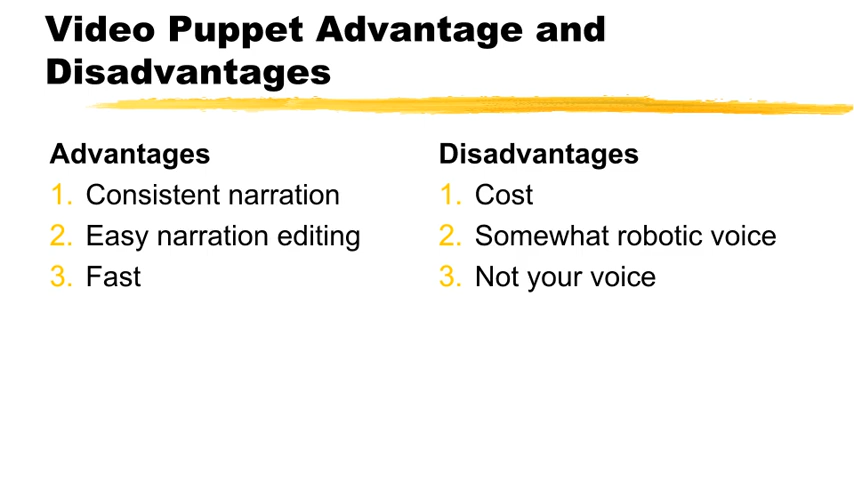 Video Puppet Advantage and
Disadvantages
Advantages
1. Consistent narration
2. Easy narration editing
3. Fast
Disadvantages
1. Cost
2. Somewhat robotic voice
3. Not your voice